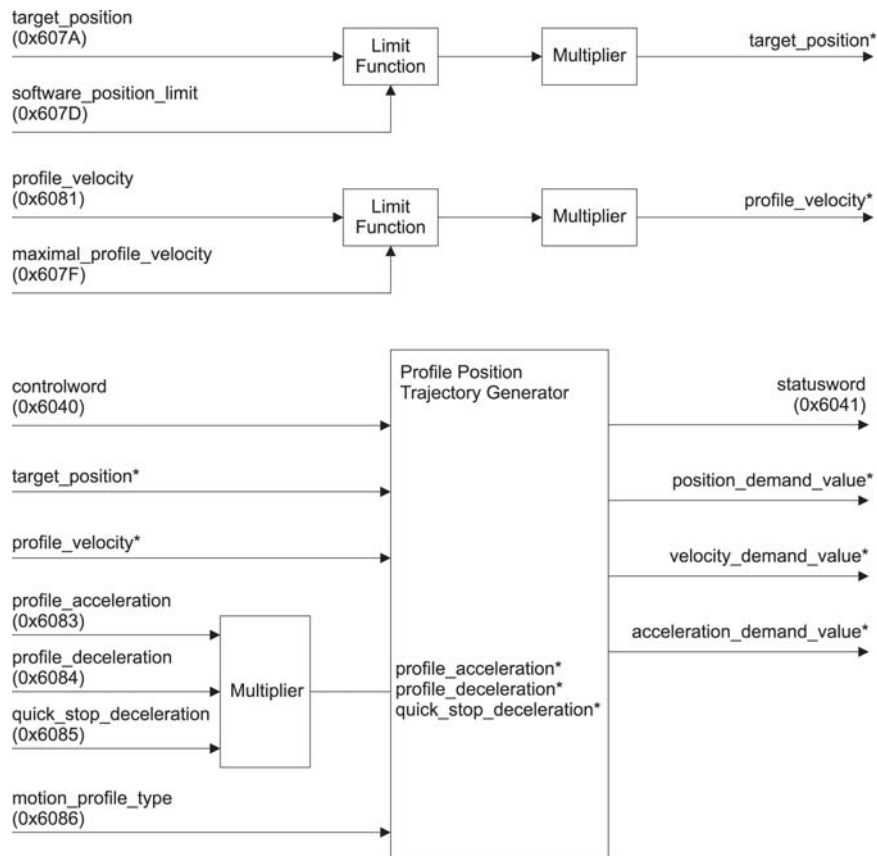 target_position
(0x607A)
Limit
Function
Multiplier
target_position*
software_position_limit
(0x607D)
profile_velocity
(0x6081)
Limit
Function
Multiplier
profile_velocity*
maximal_profile_velocity
(0x607F)
Profile Position
Trajectory Generator
controlword
(0x6040)
statusword
(0x6041)
target_position*
position_demand_value*
profile_velocity*
velocity_demand_value*
profile_acceleration
(0x6083)
acceleration_demand_value*
profile_deceleration
(0x6084)
Multiplier
profile_acceleration*
profile_deceleration*
quick_stop_deceleration*
quick_stop_deceleration
(0x6085)
motion_profile_type
(0x6086)